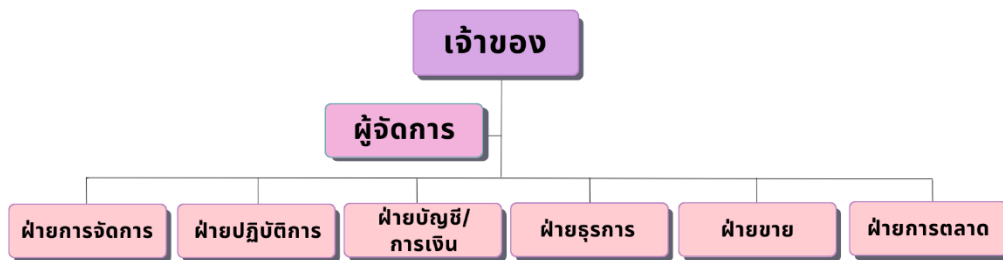 เจ้าของ
ผู้จัดการ
ฝ่ายการจัดการ
ฝ่ายปฏิบัติการ
ฝ่ายบัญชี/
การเงิน
ฝ่ายธุรการ
ฝ่ายขาย
ฝ่ายการตลาด